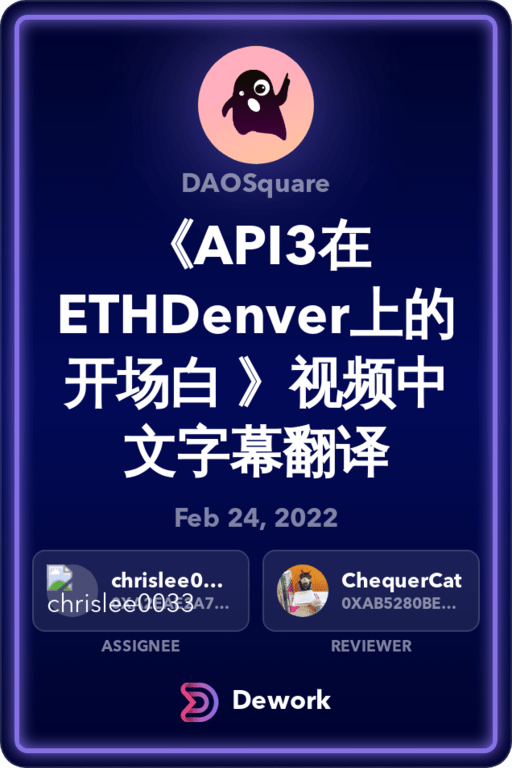 DAOSquare
《API3在
ETHDenver上的
开场白 》视频中
文字幕翻译
Feb 24, 2022
chrislee0...
chrislee0033
ASSIGNEE
ChequerCat
0XAB5280BE...
REVIEWER
Dework